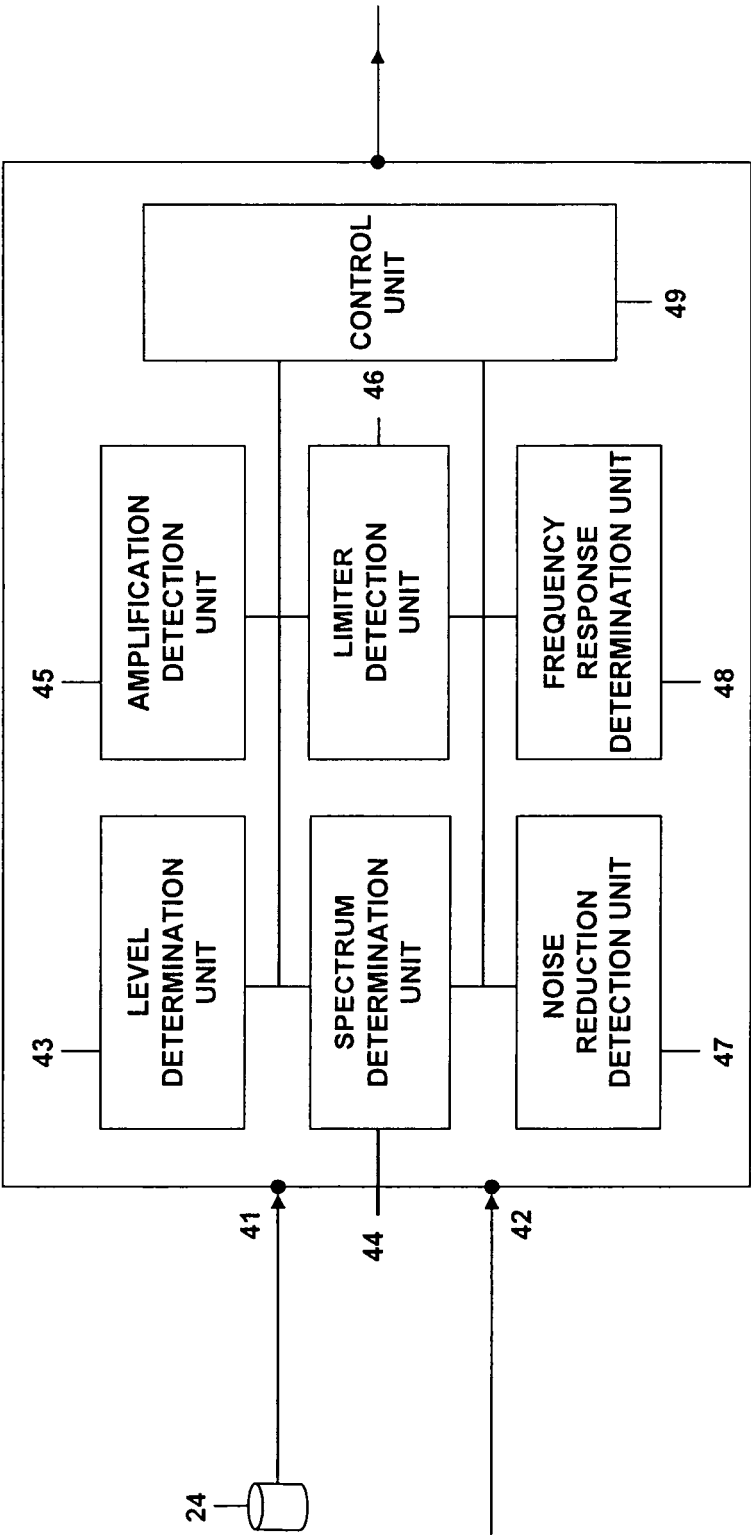 24
41
44
42
43
LEVEL
DETERMINATION
UNIT
SPECTRUM
DETERMINATION
UNIT
NOISE
REDUCTION
DETECTION UNIT
47
45
AMPLIFICATION
DETECTION
UNIT
LIMITER
DETECTION
UNIT
46
FREQUENCY
RESPONSE
DETERMINATION UNIT
48
CONTROL
UNIT
49